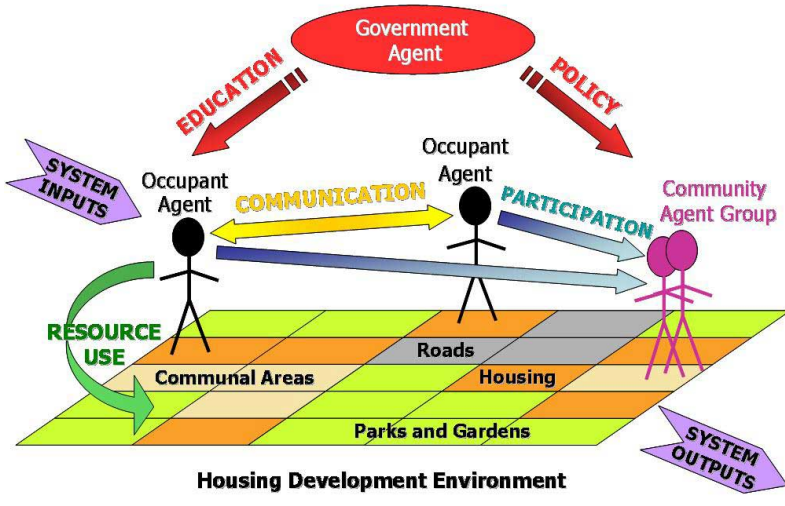 Government
Agent
EDUCATION
POLICY
SYSTEM
INPUTS
Occupant
Agent
COMMUNICATION
Occupant
Agent
PARTICIPATION
Community
Agent Group
RESOURCE
USE
Roads
Communal Areas
Housing
Parks and Gardens
SYSTEM
OUTPUTS
Housing Development Environment